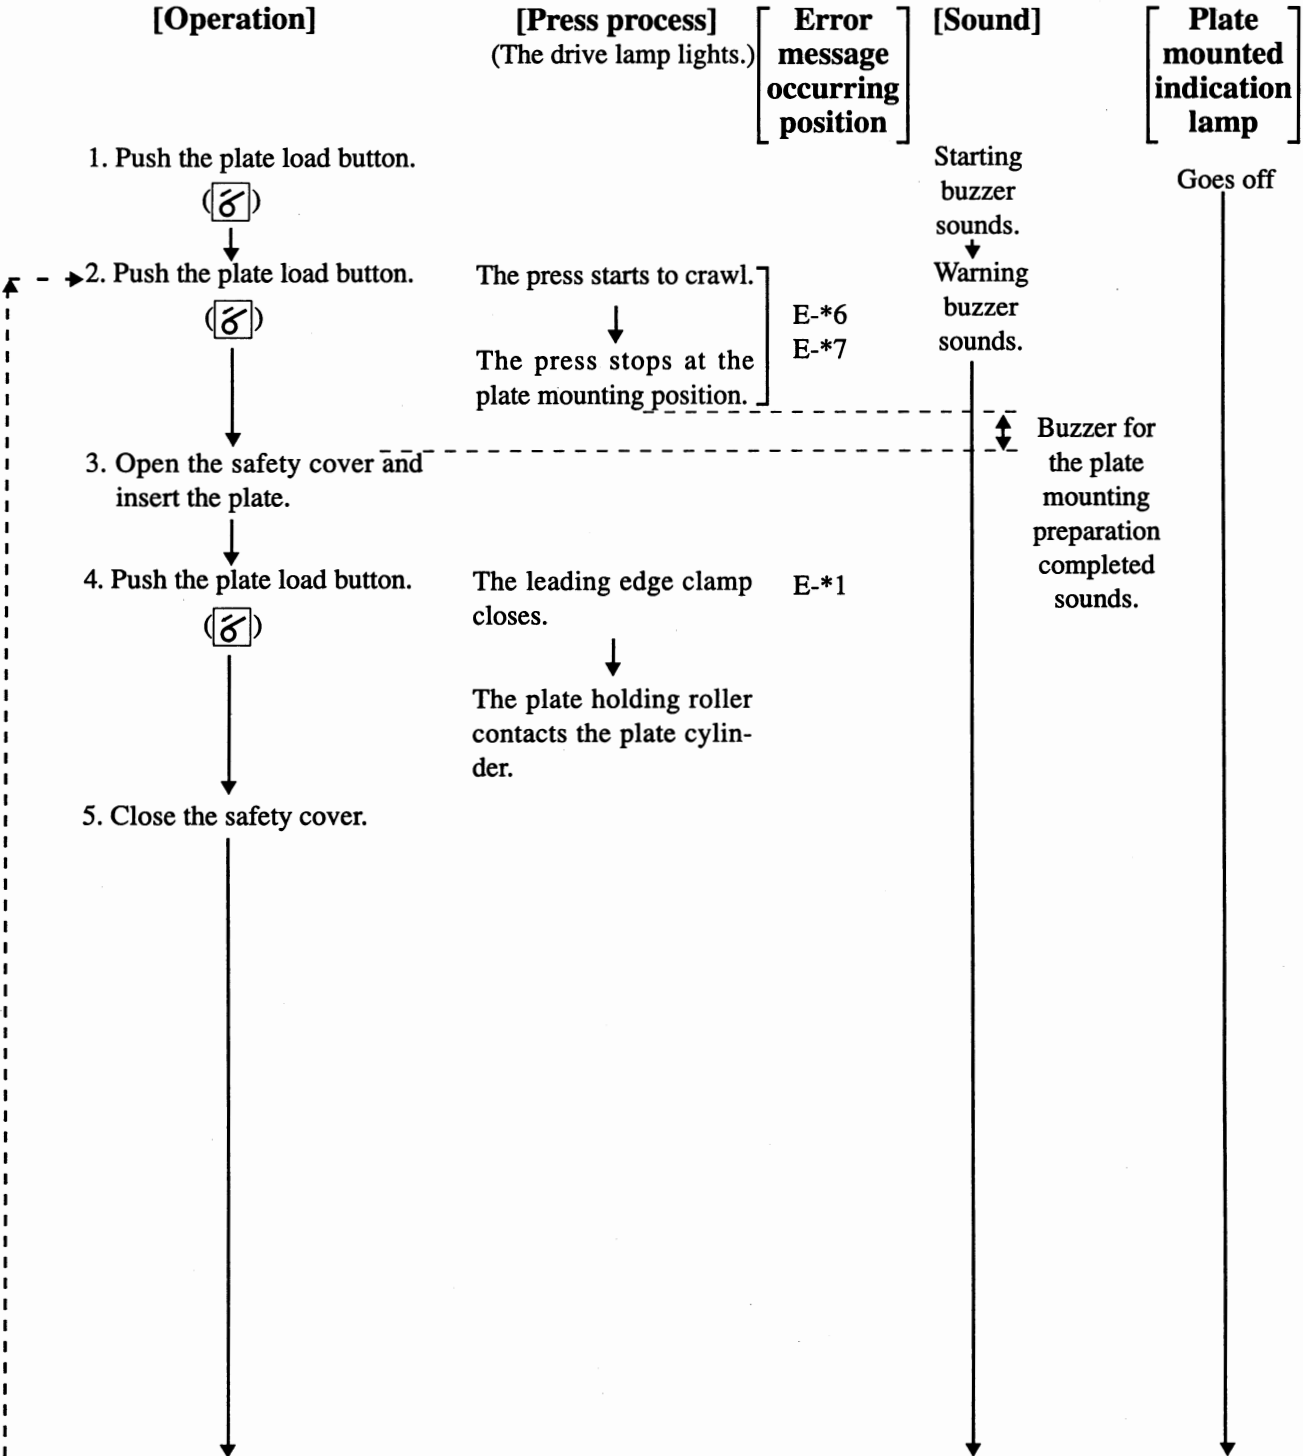 [Operation]
[Press process]
(The drive lamp lights.)
[Error
message
occurring
position]
[Sound]
[Plate
mounted
indication
lamp]
1. Push the plate load button.
( )
Starting
buzzer
sounds.
Goes off
2. Push the plate load button.
( )
The press starts to crawl.
The press stops at the
plate mounting position.
E-*6
E-*7
Warning
buzzer
sounds.
Buzzer for
the plate
mounting
preparation
completed
sounds.
3. Open the safety cover and
insert the plate.
4. Push the plate load button.
( )
The leading edge clamp
closes.
E-*1
The plate holding roller
contacts the plate cylin-
der.
5. Close the safety cover.